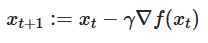 x_{t+1} := x_t − γ∇f(x_t)